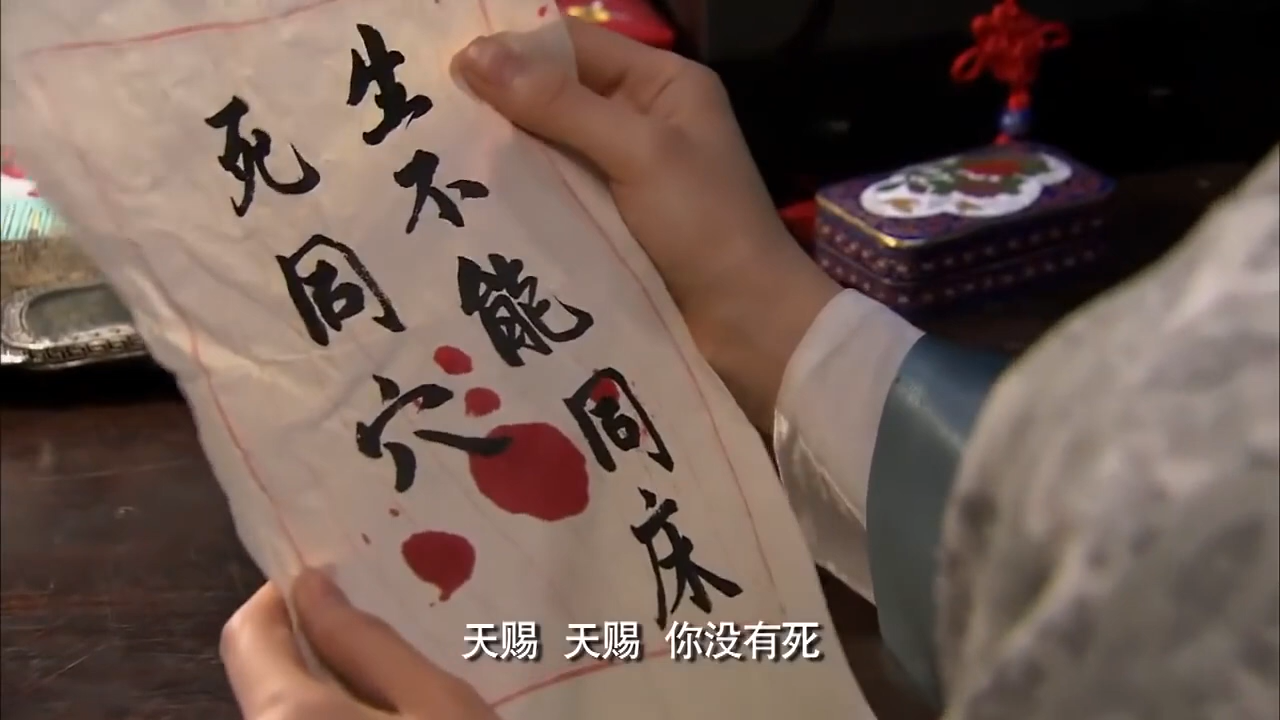 生不能同床
死同穴
天赐 天赐 你没有死